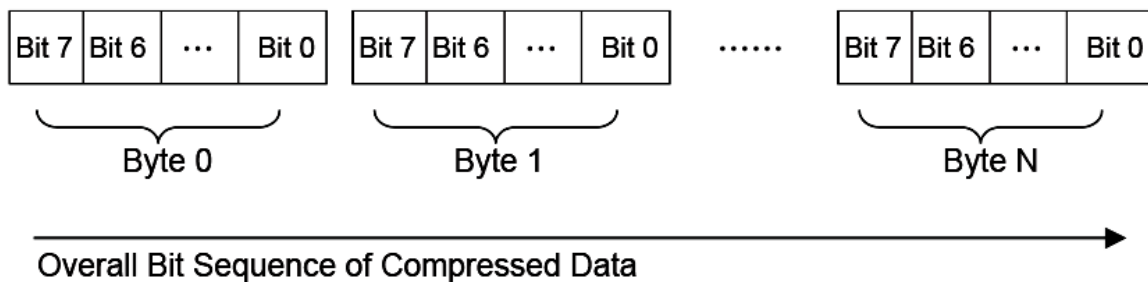 Bit 7 Bit 6 ... Bit 0 Bit 7 Bit 6 ... Bit 0 ...... Bit 7 Bit 6 ... Bit 0
Byte 0 Byte 1 Byte N
Overall Bit Sequence of Compressed Data